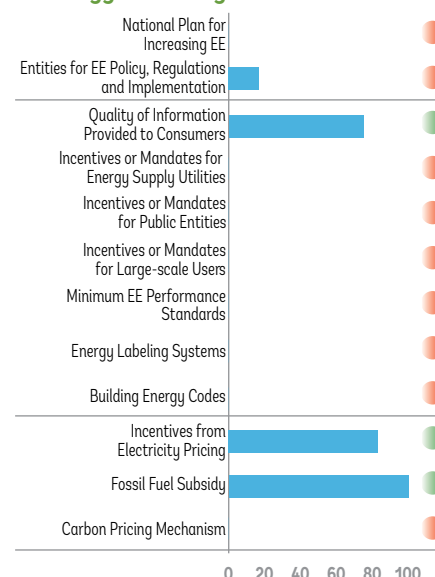 National Plan for
Increasing EE
Entities for EE Policy, Regulations
and Implementation
Quality of Information
Provided to Consumers
Incentives or Mandates for
Energy Supply Utilities
Incentives or Mandates
for Public Entities
Incentives or Mandates
for Large-scale Users
Minimum EE Performance
Standards
Energy Labeling Systems
Building Energy Codes
Incentives from
Electricity Pricing
Fossil Fuel Subsidy
Carbon Pricing Mechanism
0 20 40 60 80 100